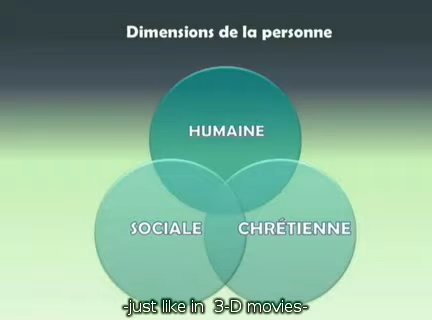 Dimensions de la personne
HUMAINE
SOCIALE
CHRÉTIENNE
-just like in 3-D movies-